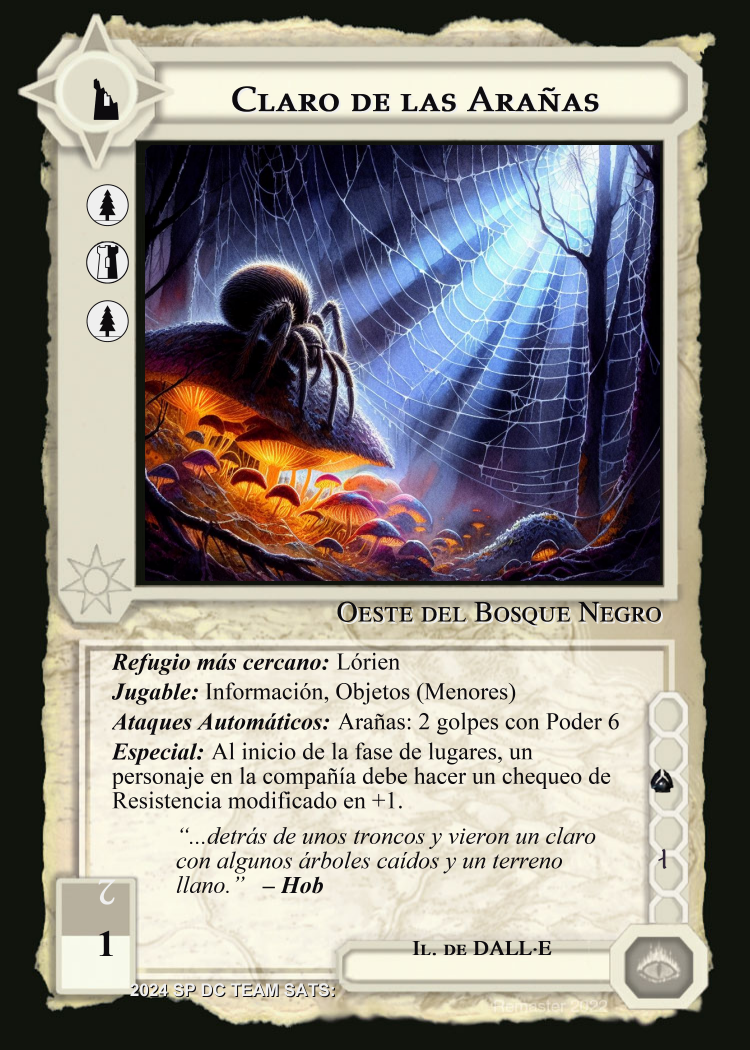 Claro de las Arañas
Oeste del Bosque Negro
Refugio más cercano: Lórien
Jugable: Información, Objetos (Menores)
Ataques Automáticos: Arañas: 2 golpes con Poder 6
Especial: Al inicio de la fase de lugares, un
personaje en la compañía debe hacer un chequeo de
Resistencia modificado en +1.
“...detrás de unos troncos y vieron un claro
con algunos árboles caídos y un terreno
llano.” – Hob
2
1
Il. de DALL·E
2024 SP DC TEAM SATS:
Remaster 2022